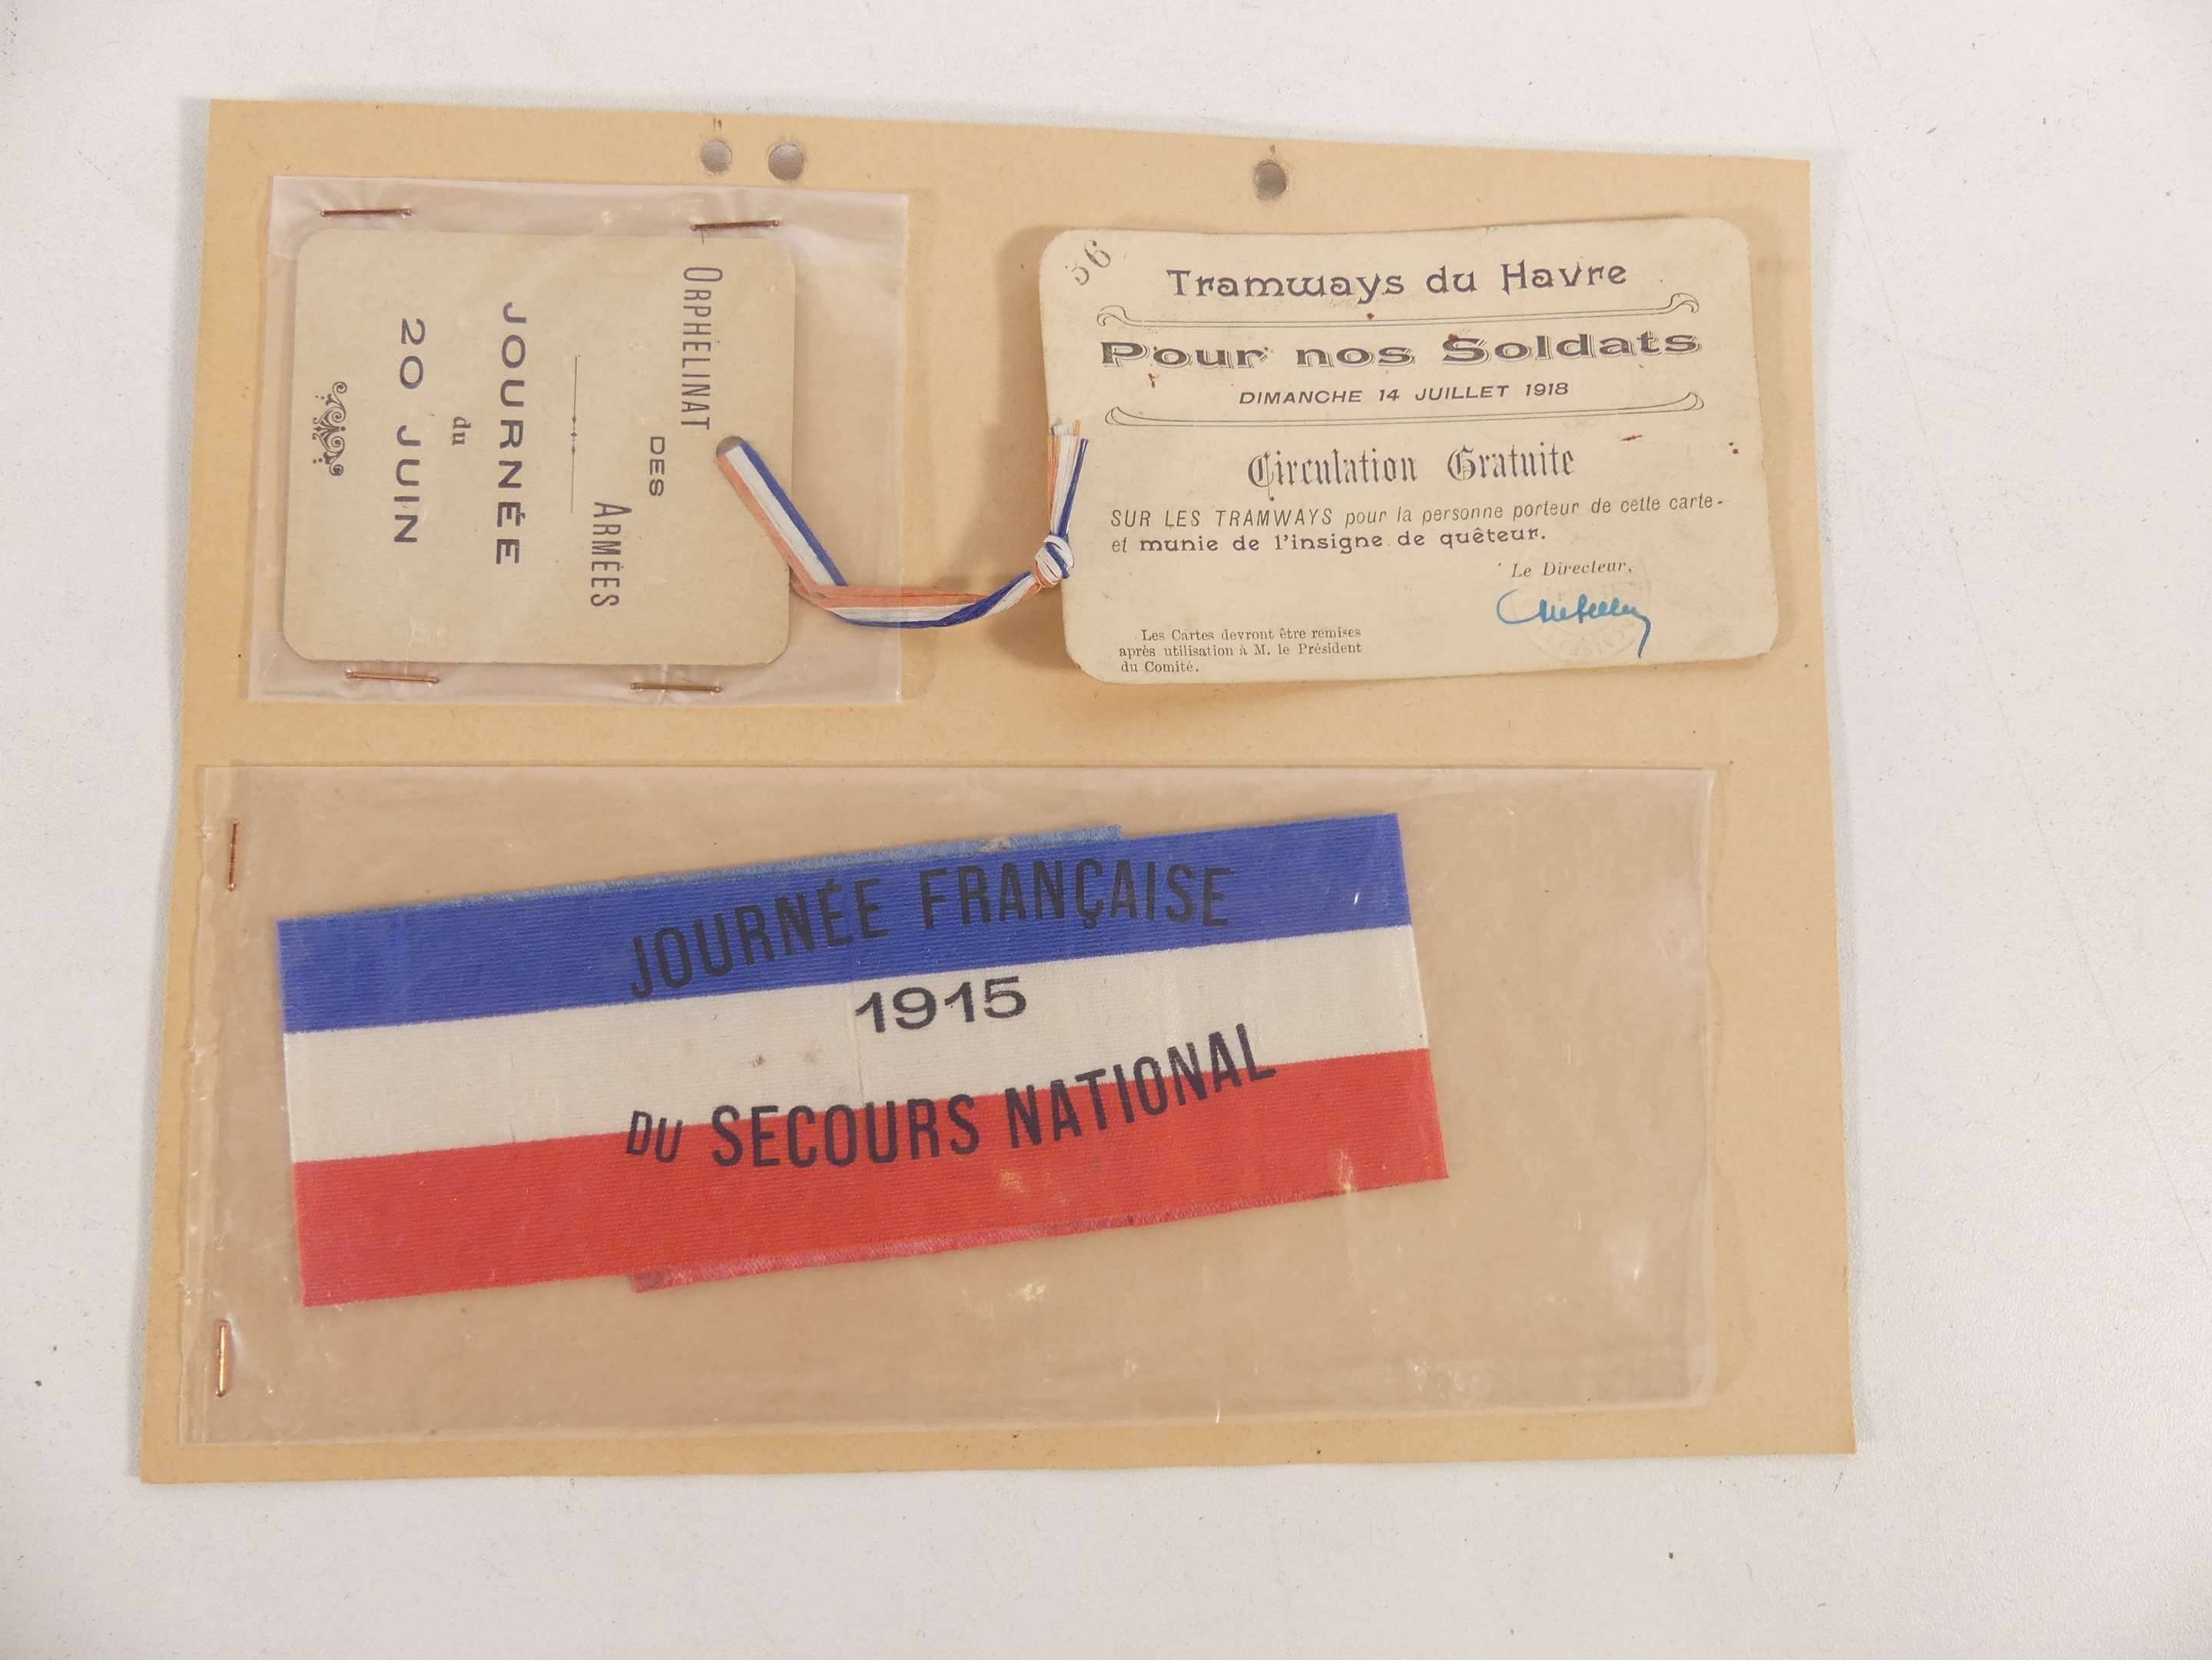 ORPHELINAT
DES
ARMÉES
JOURNÉE
du
20 JUIN
56
Tramways du Havre
Pour nos Soldats
DIMANCHE 14 JUILLET 1918
Circulation Gratuite
SUR LES TRAMWAYS pour la personne porteur de cette carte
et munie de l'insigne de quêteur.
Le Directeur,
Les Cartes devront être remises
après utilisation à M. le Président
du Comité.
JOURNÉE FRANÇAISE
1915
DU SECOURS NATIONAL